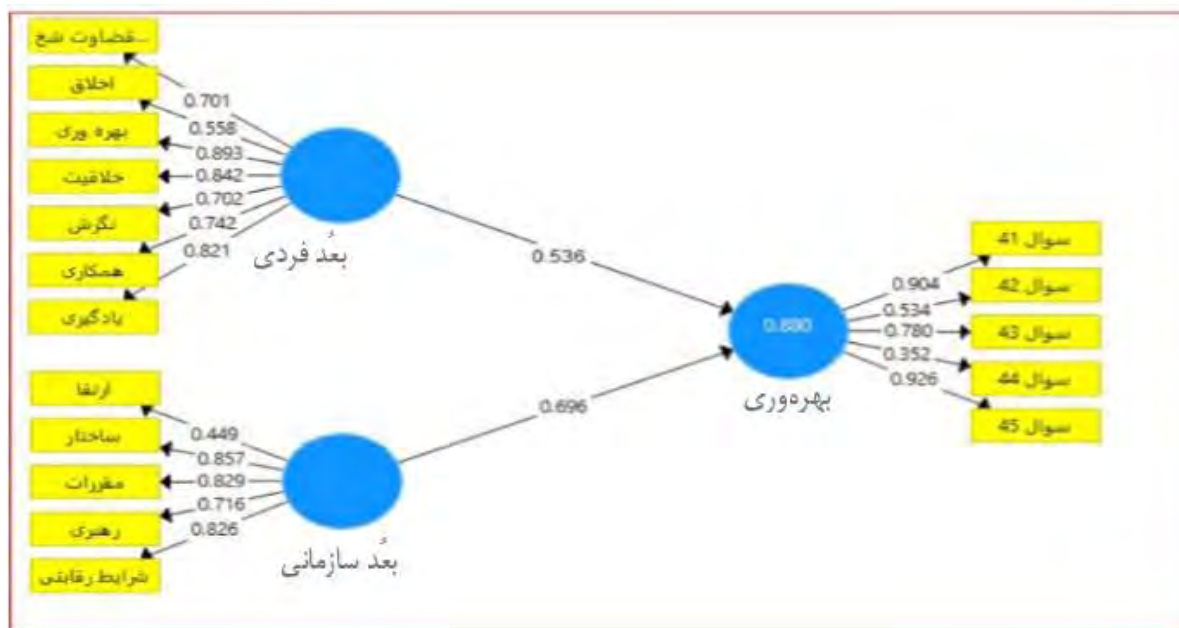 قضاوت شخ...
اخلاق
بهره وری
خلاقیت
نگرش
همکاری
یادگیری
0.701
0.558
0.893
0.842
0.702
0.742
0.821
بعُد فردی
0.536
ارتقا
ساختار
مقررات
رهبری
شرایط رقابتی
0.449
0.857
0.829
0.716
0.826
بعُد سازمانی
0.696
0.880
بهره‌وری
0.904
0.534
0.780
0.352
0.926
سوال 41
سوال 42
سوال 43
سوال 44
سوال 45